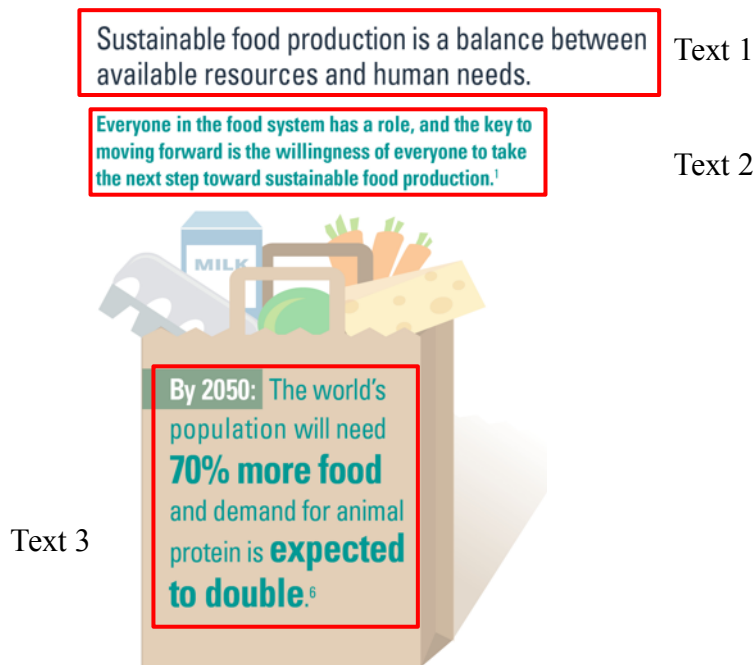 Sustainable food production is a balance between
available resources and human needs.
Text 1
Everyone in the food system has a role, and the key to
moving forward is the willingness of everyone to take
the next step toward sustainable food production.¹
Text 2
MILK
By 2050: The world's
population will need
70% more food
and demand for animal
protein is expected
to double.⁶
Text 3